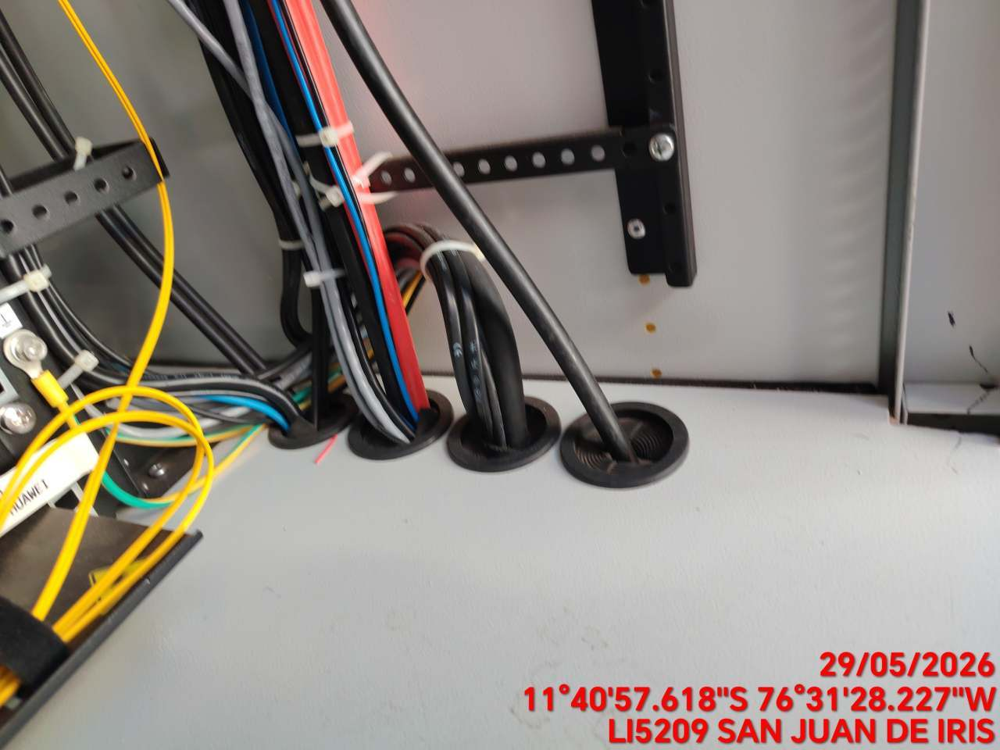 HUAWEI
29/05/2026
11°40'57.618"S 76°31'28.227"W
LI5209 SAN JUAN DE IRIS